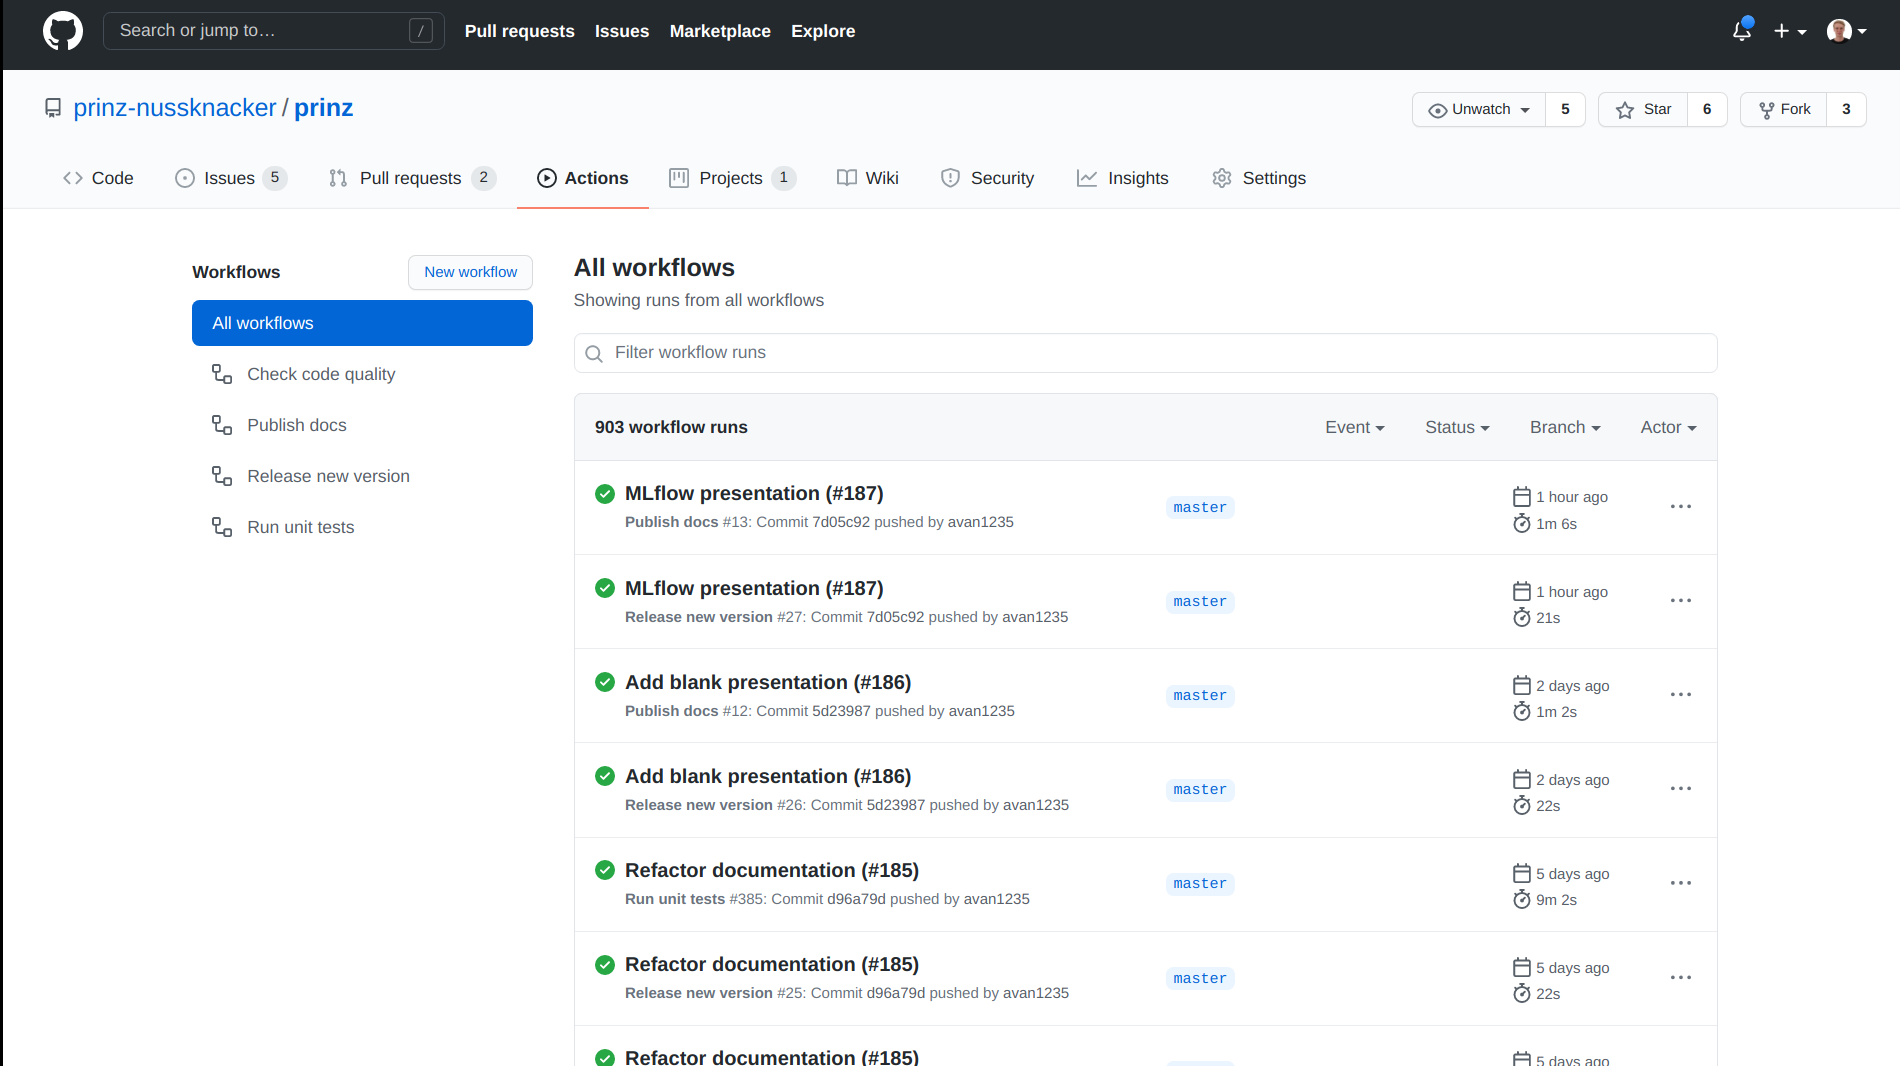 Search or jump to… /
Pull requests Issues Marketplace Explore
prinz-nussknacker / prinz
Unwatch 5 Star 6 Fork 3
Code Issues 5 Pull requests 2 Actions Projects 1 Wiki Security Insights Settings
Workflows New workflow
All workflows
Check code quality
Publish docs
Release new version
Run unit tests
All workflows
Showing runs from all workflows
Filter workflow runs
903 workflow runs Event Status Branch Actor
MLflow presentation (#187)
Publish docs #13: Commit 7d05c92 pushed by avan1235
master
1 hour ago
1m 6s
MLflow presentation (#187)
Release new version #27: Commit 7d05c92 pushed by avan1235
master
1 hour ago
21s
Add blank presentation (#186)
Publish docs #12: Commit 5d23987 pushed by avan1235
master
2 days ago
1m 2s
Add blank presentation (#186)
Release new version #26: Commit 5d23987 pushed by avan1235
master
2 days ago
22s
Refactor documentation (#185)
Run unit tests #385: Commit d96a79d pushed by avan1235
master
5 days ago
9m 2s
Refactor documentation (#185)
Release new version #25: Commit d96a79d pushed by avan1235
master
5 days ago
22s
Refactor documentation (#185)
5 days ago